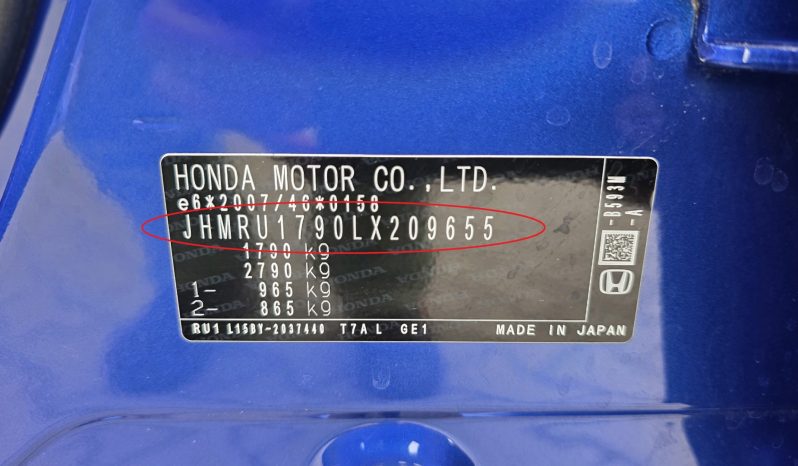 HONDA MOTOR CO.,LTD.
e6*2007/46*0158
JHMRU1790LX209655
1790 kg
2790 kg
1- 965 kg
2- 865 kg
RU1 L15BY-2037440 T7A L GE1 MADE IN JAPAN
-B593M
-A